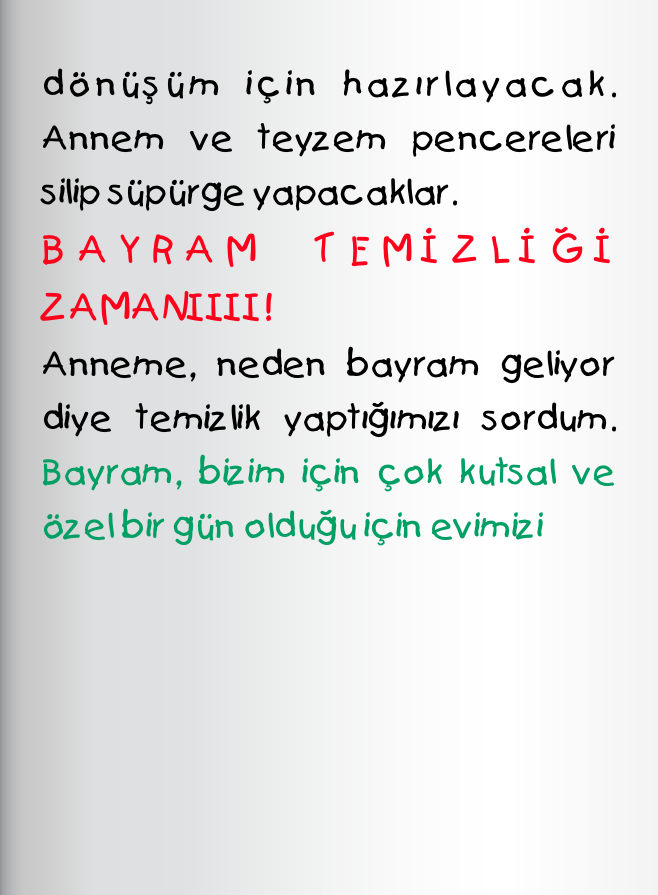 dönüşüm için hazırlayacak.
Annem ve teyzem pencereleri
silip süpürge yapacaklar.
BAYRAM TEMİZLİĞİ
ZAMANIIII!
Anneme, neden bayram geliyor
diye temizlik yaptığımızı sordum.
Bayram, bizim için çok kutsal ve
özel bir gün olduğu için evimizi